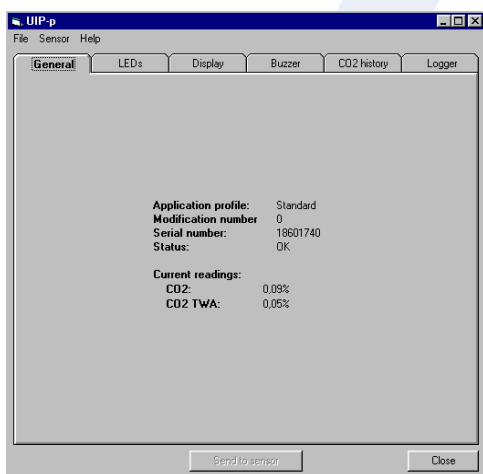 UIP-p
File Sensor Help
General LEDs Display Buzzer CO2 history Logger
Application profile: Standard
Modification number 0
Serial number: 18601740
Status: OK
Current readings:
CO2: 0,09%
CO2 TWA: 0,05%
Send to sensor Close